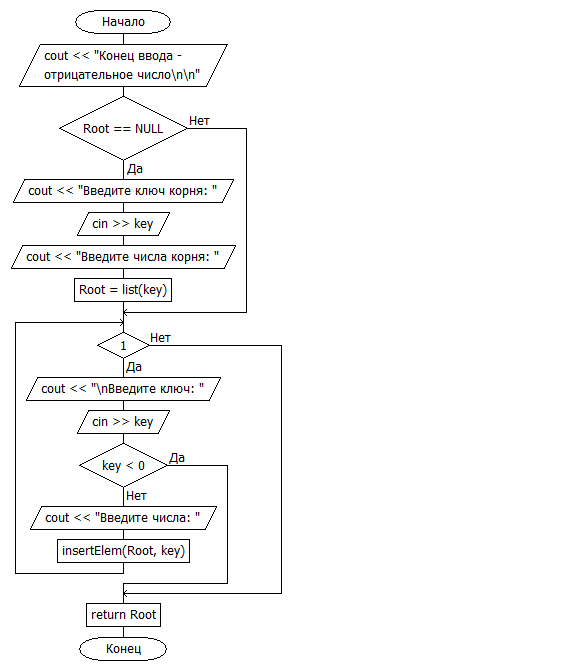 Начало
cout << "Конец ввода -
отрицательное число\n\n"
Root == NULL
Нет
Да
cout << "Введите ключ корня: "
cin >> key
cout << "Введите числа корня: "
Root = list(key)
1
Нет
Да
cout << "\nВведите ключ: "
cin >> key
key < 0
Да
Нет
cout << "Введите числа: "
insertElem(Root, key)
return Root
Конец